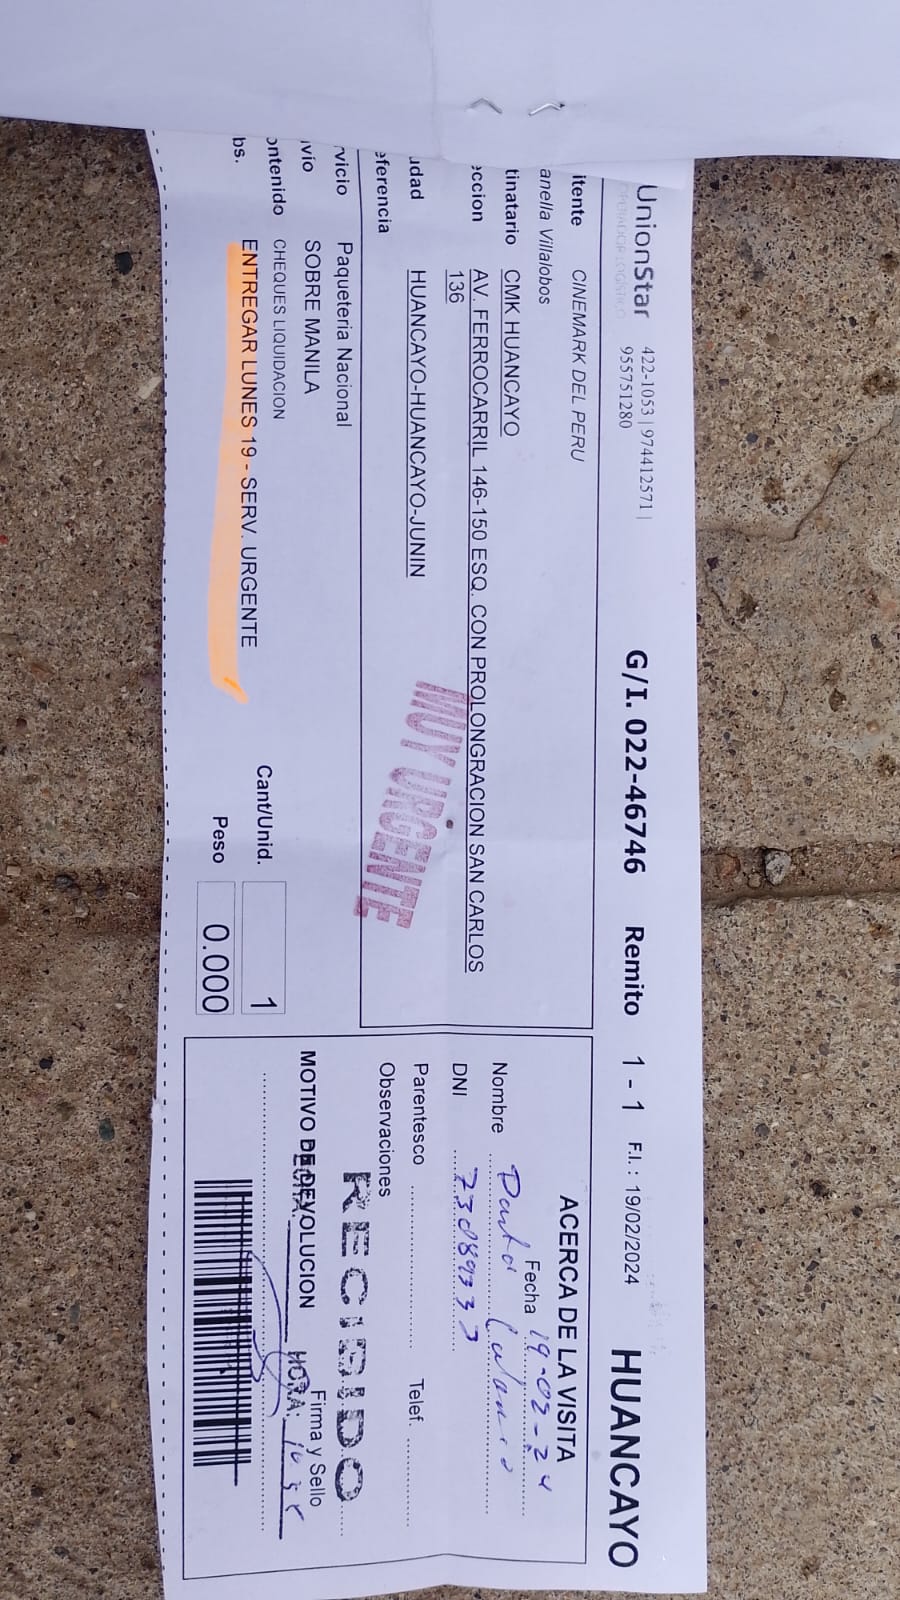 UnionStar
OPERADOR LOGISTICO
422-1053 | 974412571 |
955751280
G/I. 022-46746 Remito 1 - 1 F.I.: 19/02/2024 HUANCAYO
itente CINEMARK DEL PERU
anella Villalobos
tinatario CMK HUANCAYO
eccion AV. FERROCARRIL 146-150 ESQ. CON PROLONGRACION SAN CARLOS
136
udad HUANCAYO-HUANCAYO-JUNIN
eferencia
MUY URGENTE
rvicio Paqueteria Nacional
vio SOBRE MANILA
ontenido CHEQUES LIQUIDACION
bs. ENTREGAR LUNES 19 - SERV. URGENTE
Cant/Unid. 1
Peso 0.000
ACERCA DE LA VISITA
Fecha 19-02-24
Nombre
DNI
Parentesco Telef.
Observaciones
RECIBIDO
MOTIVO DE DEVOLUCION Firma y Sello
HORA: